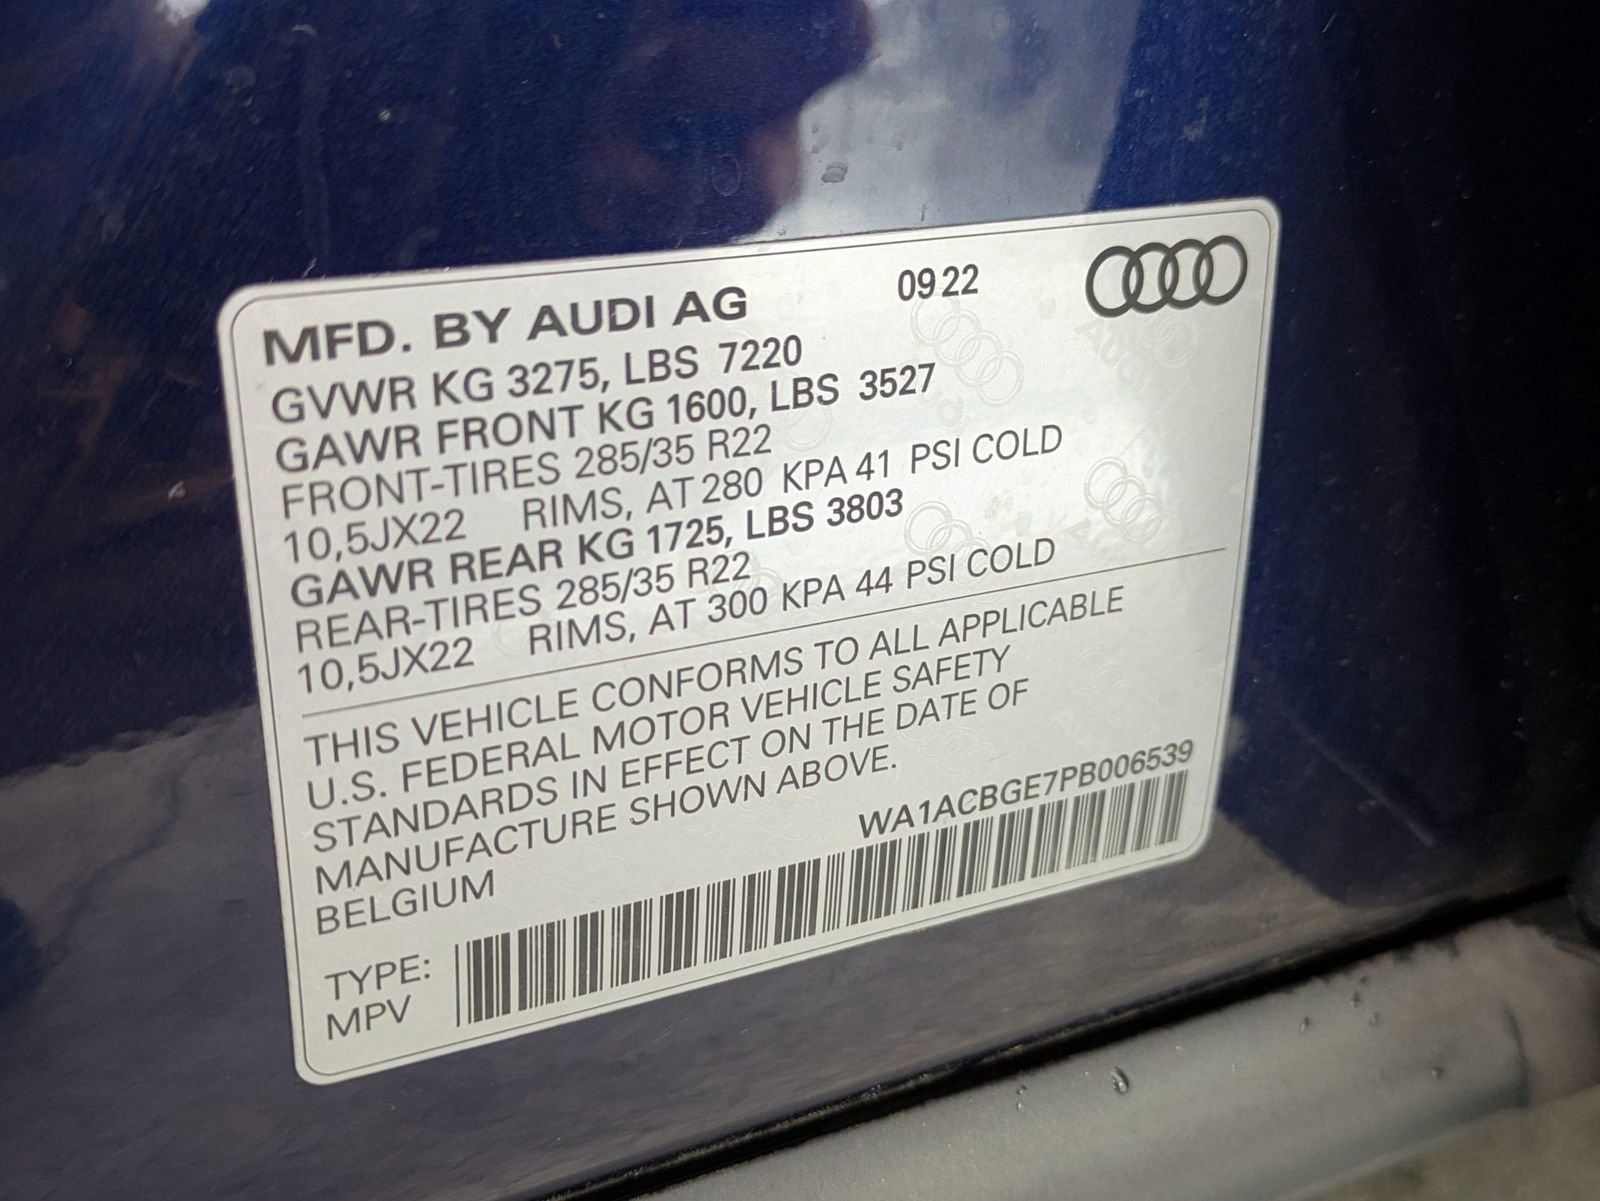 MFD. BY AUDI AG 09 22
GVWR KG 3275, LBS 7220
GAWR FRONT KG 1600, LBS 3527
FRONT-TIRES 285/35 R22
10,5JX22 RIMS, AT 280 KPA 41 PSI COLD
GAWR REAR KG 1725, LBS 3803
REAR-TIRES 285/35 R22
10,5JX22 RIMS, AT 300 KPA 44 PSI COLD
THIS VEHICLE CONFORMS TO ALL APPLICABLE
U.S. FEDERAL MOTOR VEHICLE SAFETY
STANDARDS IN EFFECT ON THE DATE OF
MANUFACTURE SHOWN ABOVE.
BELGIUM
WA1ACBGE7PB006539
TYPE:
MPV